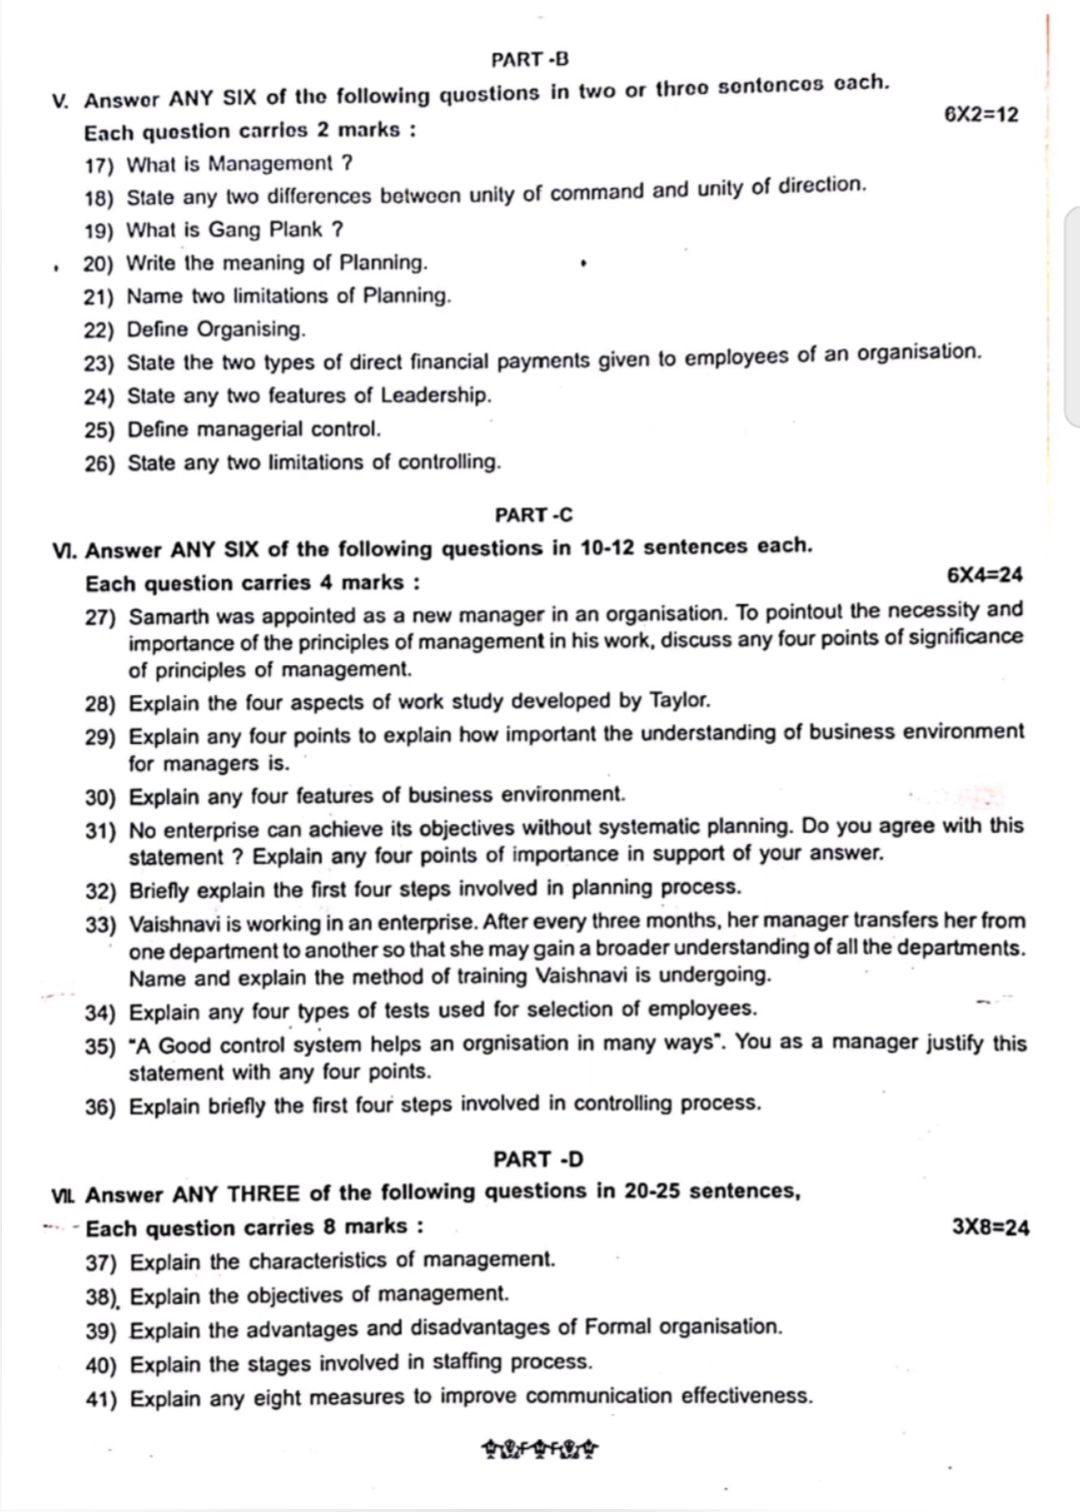 PART -B
V. Answer ANY SIX of the following questions in two or three sentences each.
Each question carries 2 marks :
6X2=12
17) What is Management ?
18) State any two differences between unity of command and unity of direction.
19) What is Gang Plank ?
20) Write the meaning of Planning.
21) Name two limitations of Planning.
22) Define Organising.
23) State the two types of direct financial payments given to employees of an organisation.
24) State any two features of Leadership.
25) Define managerial control.
26) State any two limitations of controlling.
PART -C
VI. Answer ANY SIX of the following questions in 10-12 sentences each.
Each question carries 4 marks :
6X4=24
27) Samarth was appointed as a new manager in an organisation. To pointout the necessity and
importance of the principles of management in his work, discuss any four points of significance
of principles of management.
28) Explain the four aspects of work study developed by Taylor.
29) Explain any four points to explain how important the understanding of business environment
for managers is.
30) Explain any four features of business environment.
31) No enterprise can achieve its objectives without systematic planning. Do you agree with this
statement ? Explain any four points of importance in support of your answer.
32) Briefly explain the first four steps involved in planning process.
33) Vaishnavi is working in an enterprise. After every three months, her manager transfers her from
one department to another so that she may gain a broader understanding of all the departments.
Name and explain the method of training Vaishnavi is undergoing.
34) Explain any four types of tests used for selection of employees.
35) "A Good control system helps an orgnisation in many ways". You as a manager justify this
statement with any four points.
36) Explain briefly the first four steps involved in controlling process.
PART -D
VII. Answer ANY THREE of the following questions in 20-25 sentences,
Each question carries 8 marks :
3X8=24
37) Explain the characteristics of management.
38) Explain the objectives of management.
39) Explain the advantages and disadvantages of Formal organisation.
40) Explain the stages involved in staffing process.
41) Explain any eight measures to improve communication effectiveness.